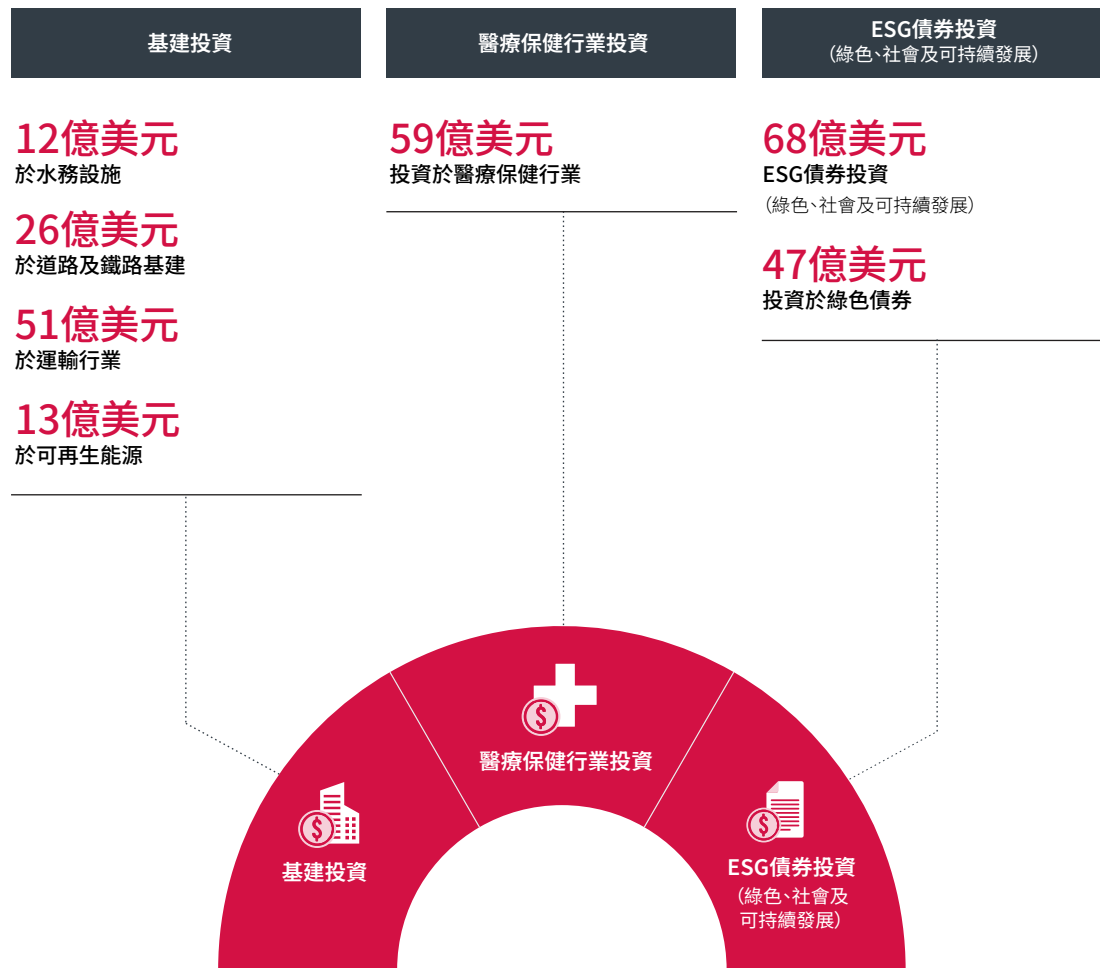 基建投資
12億美元
於水務設施
26億美元
於道路及鐵路基建
51億美元
於運輸行業
13億美元
於可再生能源
醫療保健行業投資
59億美元
投資於醫療保健行業
ESG債券投資
（綠色、社會及可持續發展）
68億美元
ESG債券投資
（綠色、社會及可持續發展）
47億美元
投資於綠色債券
$
基建投資
$
醫療保健行業投資
$
ESG債券投資
（綠色、社會及
可持續發展）